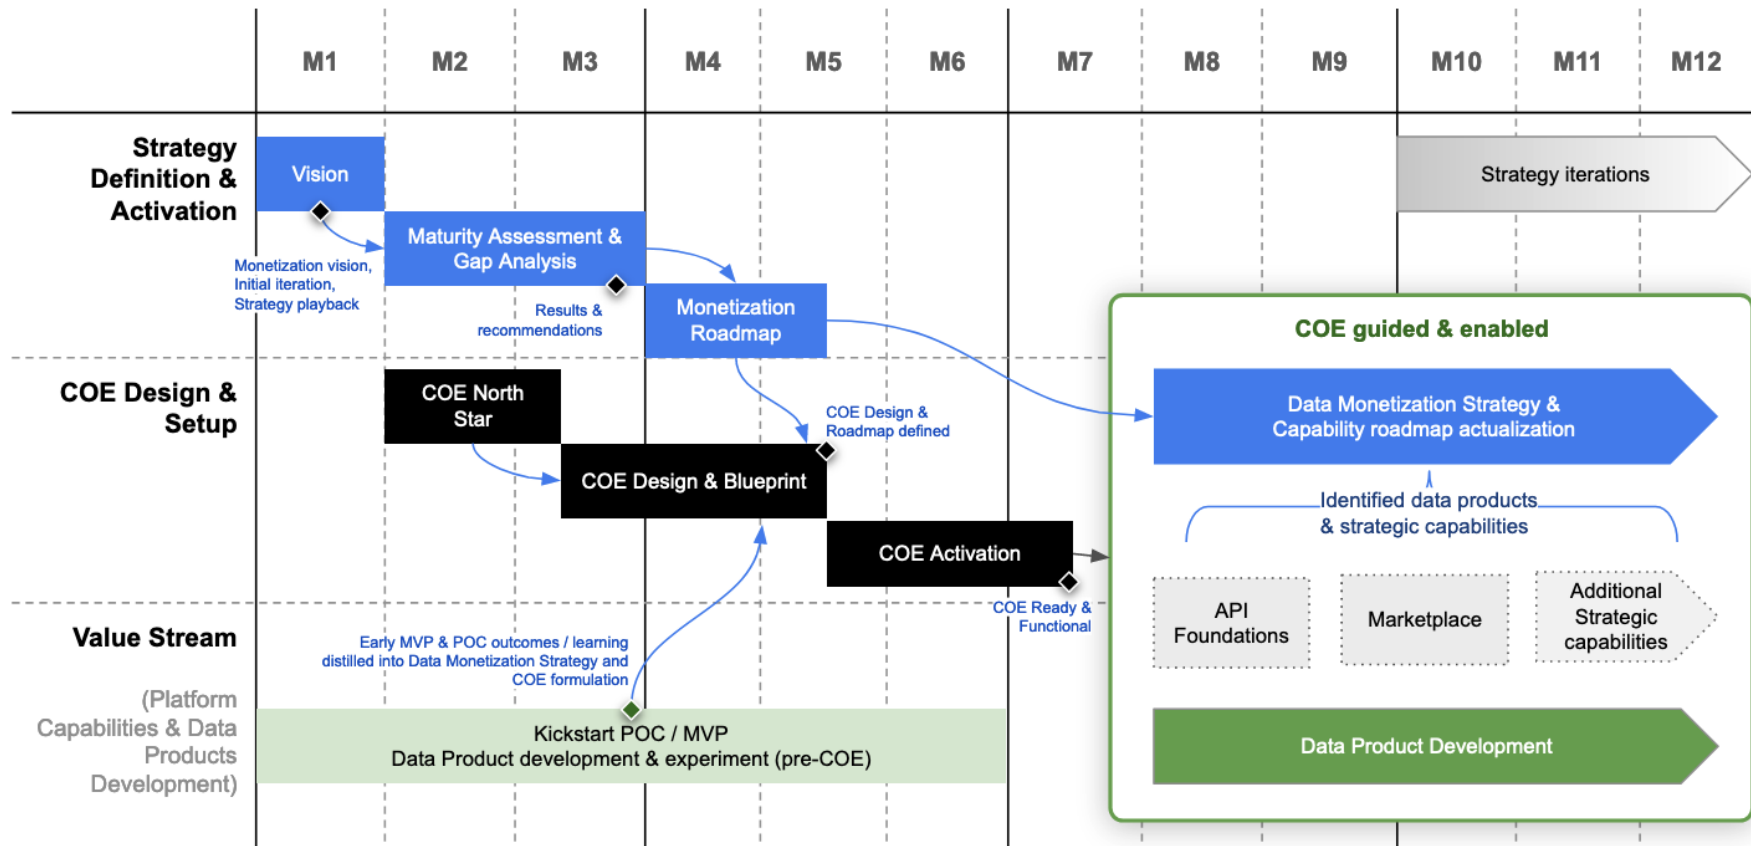 M1 M2 M3 M4 M5 M6 M7 M8 M9 M10 M11 M12
Strategy
Definition &
Activation
Vision
Strategy iterations
Maturity Assessment &
Gap Analysis
Monetization vision,
Initial iteration,
Strategy playback
Results &
recommendations
Monetization
Roadmap
COE guided & enabled
COE Design &
Setup
COE North
Star
COE Design &
Roadmap defined
Data Monetization Strategy &
Capability roadmap actualization
COE Design & Blueprint
Identified data products
& strategic capabilities
COE Activation
COE Ready &
Functional
API
Foundations
Marketplace
Additional
Strategic
capabilities
Value Stream
(Platform
Capabilities & Data
Products
Development)
Early MVP & POC outcomes / learning
distilled into Data Monetization Strategy and
COE formulation
Kickstart POC / MVP
Data Product development & experiment (pre-COE)
Data Product Development